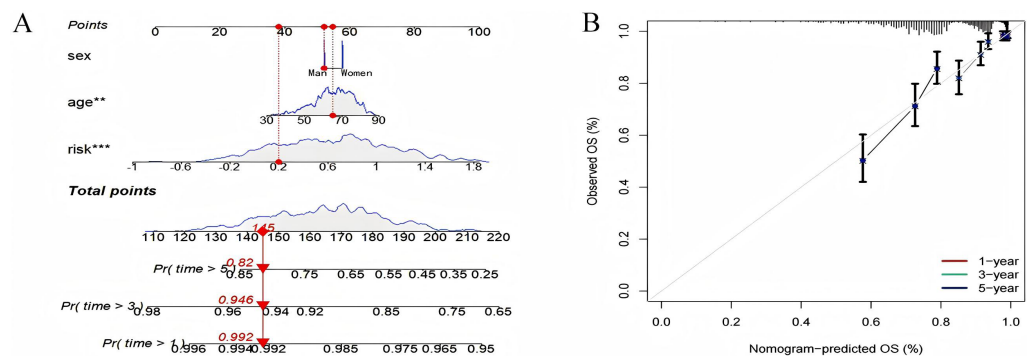 A
Points
0 20 40 60 80 100
sex
Man Women
age**
30 50 70 90
risk***
-1 -0.6 -0.2 0.2 0.6 1 1.4 1.8
Total points
145
110 120 130 140 150 160 170 180 190 200 210 220
0.82
Pr( time > 5)
0.85 0.75 0.65 0.55 0.45 0.35 0.25
0.946
Pr( time > 3)
0.98 0.96 0.94 0.92 0.85 0.75 0.65
0.992
Pr( time > 1)
0.996 0.994 0.992 0.985 0.975 0.965 0.95
B
Observed OS (%)
1.0
0.8
0.6
0.4
0.2
0.0
1-year
3-year
5-year
0.0 0.2 0.4 0.6 0.8 1.0
Nomogram-predicted OS (%)